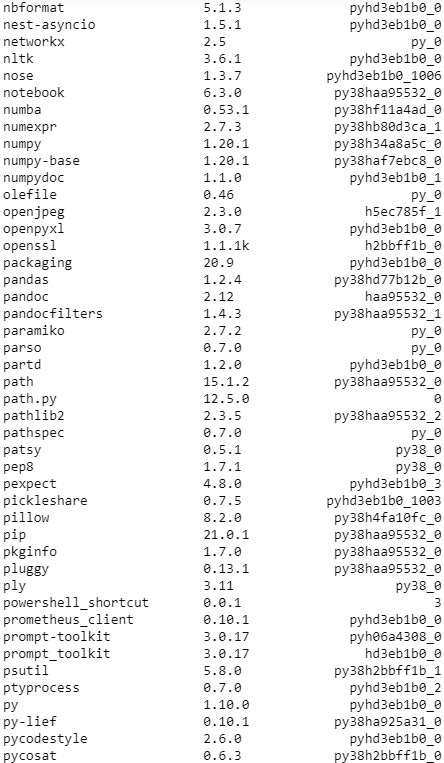 nbformat 5.1.3 pyhd3eb1b0_0
nest-asyncio 1.5.1 pyhd3eb1b0_0
networkx 2.5 py_0
nltk 3.6.1 pyhd3eb1b0_0
nose 1.3.7 pyhd3eb1b0_1006
notebook 6.3.0 py38haa95532_0
numba 0.53.1 py38hf11a4ad_0
numexpr 2.7.3 py38hb80d3ca_1
numpy 1.20.1 py38h34a8a5c_0
numpy-base 1.20.1 py38haf7ebc8_0
numpydoc 1.1.0 pyhd3eb1b0_1
olefile 0.46 py_0
openjpeg 2.3.0 h5ec785f_1
openpyxl 3.0.7 pyhd3eb1b0_0
openssl 1.1.1k h2bbff1b_0
packaging 20.9 pyhd3eb1b0_0
pandas 1.2.4 py38hd77b12b_0
pandoc 2.12 haa95532_0
pandocfilters 1.4.3 py38haa95532_1
paramiko 2.7.2 py_0
parso 0.7.0 py_0
partd 1.2.0 pyhd3eb1b0_0
path 15.1.2 py38haa95532_0
path.py 12.5.0 0
pathlib2 2.3.5 py38haa95532_2
pathspec 0.7.0 py_0
patsy 0.5.1 py38_0
pep8 1.7.1 py38_0
pexpect 4.8.0 pyhd3eb1b0_3
pickleshare 0.7.5 pyhd3eb1b0_1003
pillow 8.2.0 py38h4fa10fc_0
pip 21.0.1 py38haa95532_0
pkginfo 1.7.0 py38haa95532_0
pluggy 0.13.1 py38haa95532_0
ply 3.11 py38_0
powershell_shortcut 0.0.1 3
prometheus_client 0.10.1 pyhd3eb1b0_0
prompt-toolkit 3.0.17 pyh06a4308_0
prompt_toolkit 3.0.17 hd3eb1b0_0
psutil 5.8.0 py38h2bbff1b_1
ptyprocess 0.7.0 pyhd3eb1b0_2
py 1.10.0 pyhd3eb1b0_0
py-lief 0.10.1 py38ha925a31_0
pycodestyle 2.6.0 pyhd3eb1b0_0
pycosat 0.6.3 py38h2bbff1b_0